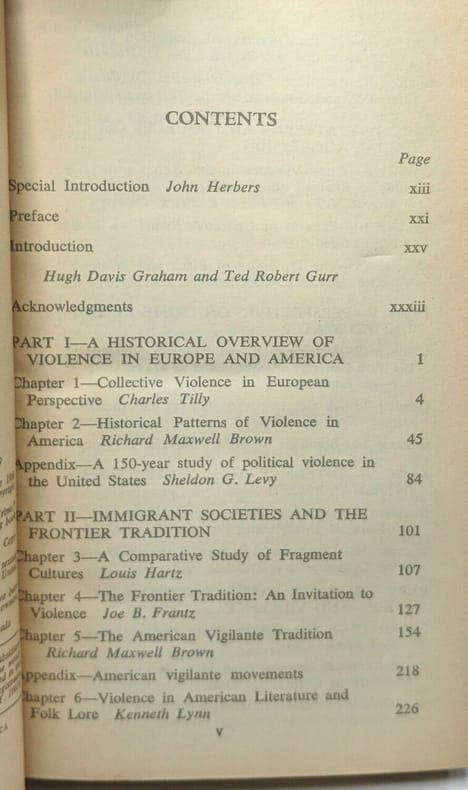 CONTENTS
Page
Special Introduction John Herbers xiii
Preface xxi
Introduction xxv
Hugh Davis Graham and Ted Robert Gurr
Acknowledgments xxxiii
PART I—A HISTORICAL OVERVIEW OF
VIOLENCE IN EUROPE AND AMERICA 1
Chapter 1—Collective Violence in European
Perspective Charles Tilly 4
Chapter 2—Historical Patterns of Violence in
America Richard Maxwell Brown 45
Appendix—A 150-year study of political violence in
the United States Sheldon G. Levy 84
PART II—IMMIGRANT SOCIETIES AND THE
FRONTIER TRADITION 101
Chapter 3—A Comparative Study of Fragment
Cultures Louis Hartz 107
Chapter 4—The Frontier Tradition: An Invitation to
Violence Joe B. Frantz 127
Chapter 5—The American Vigilante Tradition 154
Richard Maxwell Brown
Appendix—American vigilante movements 218
Chapter 6—Violence in American Literature and
Folk Lore Kenneth Lynn 226
v